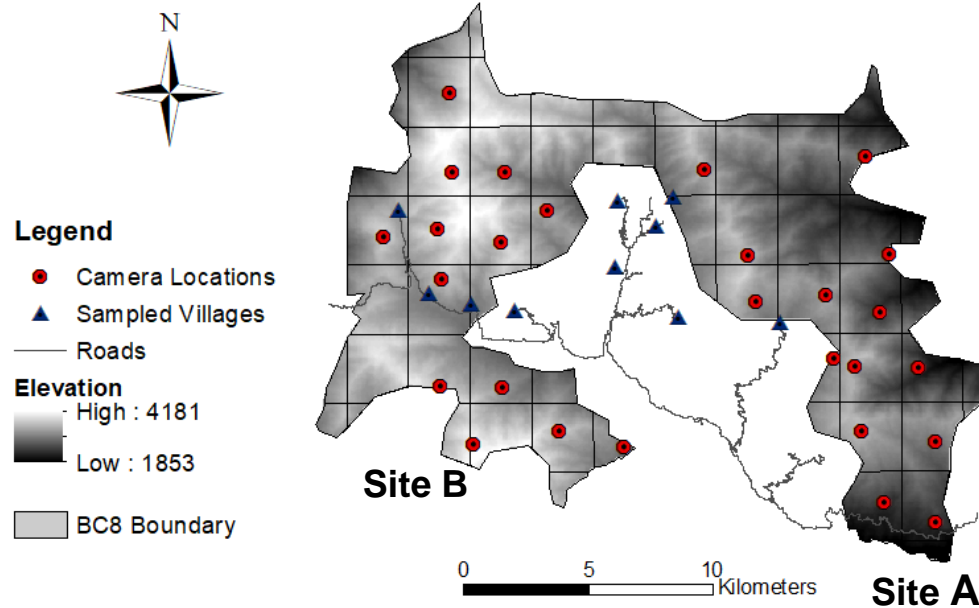 N
Legend
Camera Locations
Sampled Villages
Roads
Elevation
High : 4181
Low : 1853
BC8 Boundary
Site B
0 5 10
Kilometers
Site A